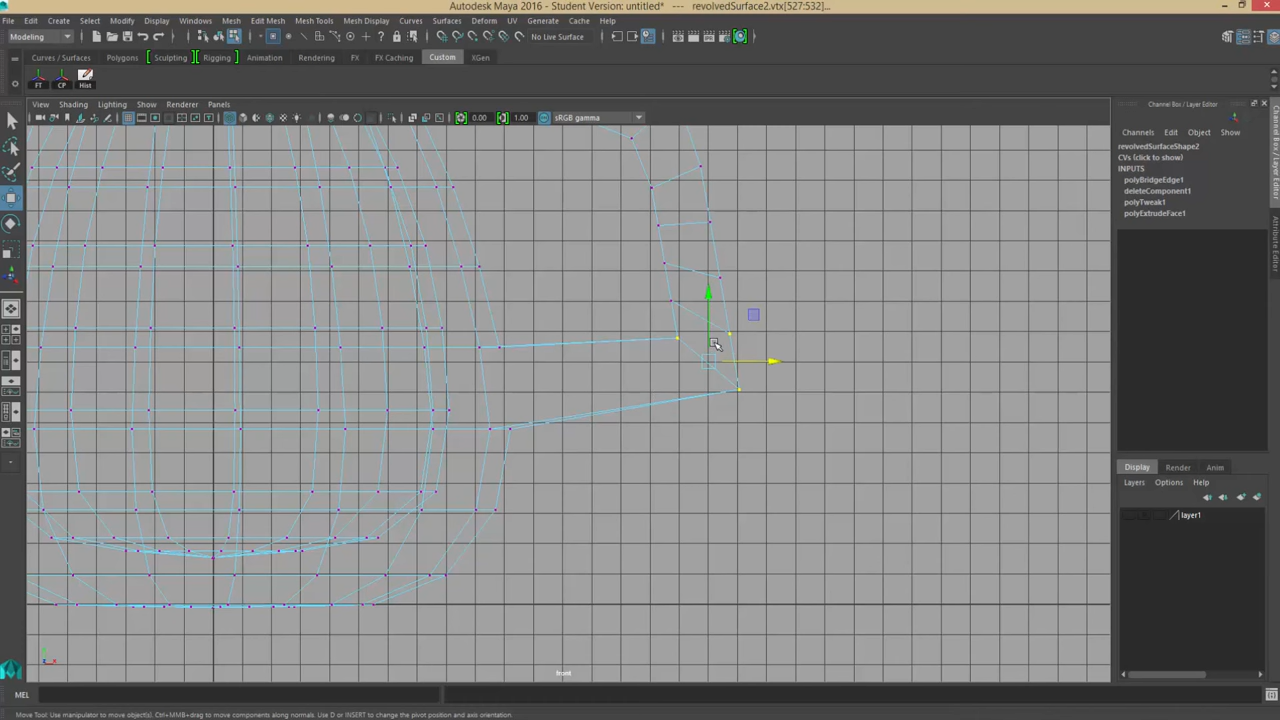 Autodesk Maya 2016 - Student Version: untitled* --- revolvedSurface2.vtx[527:532]...
File Edit Create Select Modify Display Windows Mesh Edit Mesh Mesh Tools Mesh Display Curves Surfaces Deform UV Generate Cache Help
Modeling No Live Surface
Curves / Surfaces Polygons Sculpting Rigging Animation Rendering FX FX Caching Custom XGen
FT CP Hist
View Shading Lighting Show Renderer Panels
0.00 1.00 sRGB gamma
Channel Box / Layer Editor
Channels Edit Object Show
revolvedSurfaceShape2
CVs (click to show)
INPUTS
polyBridgeEdge1
deleteComponent1
polyTweak1
polyExtrudeFace1
Channel Box / Layer Editor
Attribute Editor
Display Render Anim
Layers Options Help
layer1
front
MEL
Move Tool: Use manipulator to move object(s). Ctrl+MMB+drag to move components along normals. Use D or INSERT to change the pivot position and axis orientation.